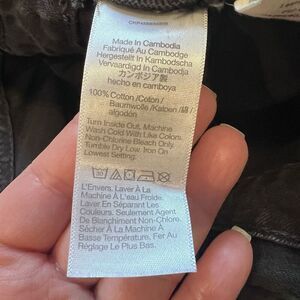 Made In Cambodia
Fabriqué Au Cambodge
Hergestellt In Kambodscha
Vervaardigd In Cambodja
カンボジア製
hecho en camboya
100% Cotton /Coton /
Baumwolle /Katoen / 綿 /
algodón
Turn Inside Out, Machine
Wash Cold With Like Colors.
Non-Chlorine Bleach Only.
Tumble Dry Low. Iron On
Lowest Setting.
30
L'Envers. Laver À La
Machine À L'eau Froide.
Laver En Séparant Les
Couleurs. Seulement Agent
De Blanchiment Non-Chlore.
Sécher À La Machine À
Basse Température. Fer Au
Réglage Le Plus Bas.